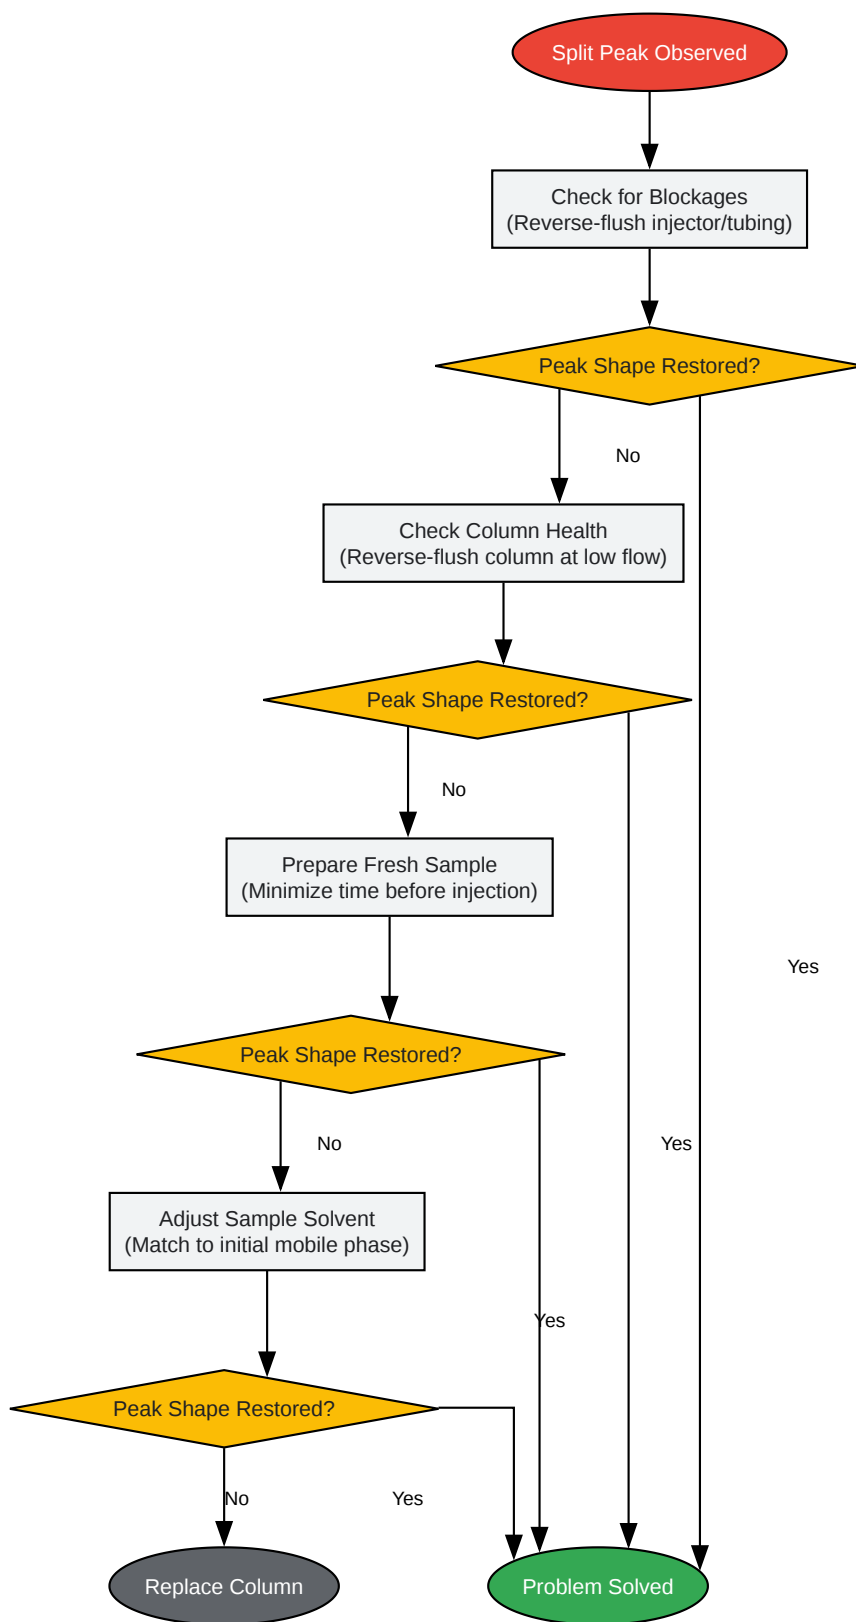 Split Peak Observed
Check for Blockages
(Reverse-flush injector/tubing)
Peak Shape Restored?
No
Check Column Health
(Reverse-flush column at low flow)
Peak Shape Restored?
No
Prepare Fresh Sample
(Minimize time before injection)
Yes
Peak Shape Restored?
No
Yes
Adjust Sample Solvent
(Match to initial mobile phase)
Yes
Peak Shape Restored?
No
Yes
Replace Column
Problem Solved